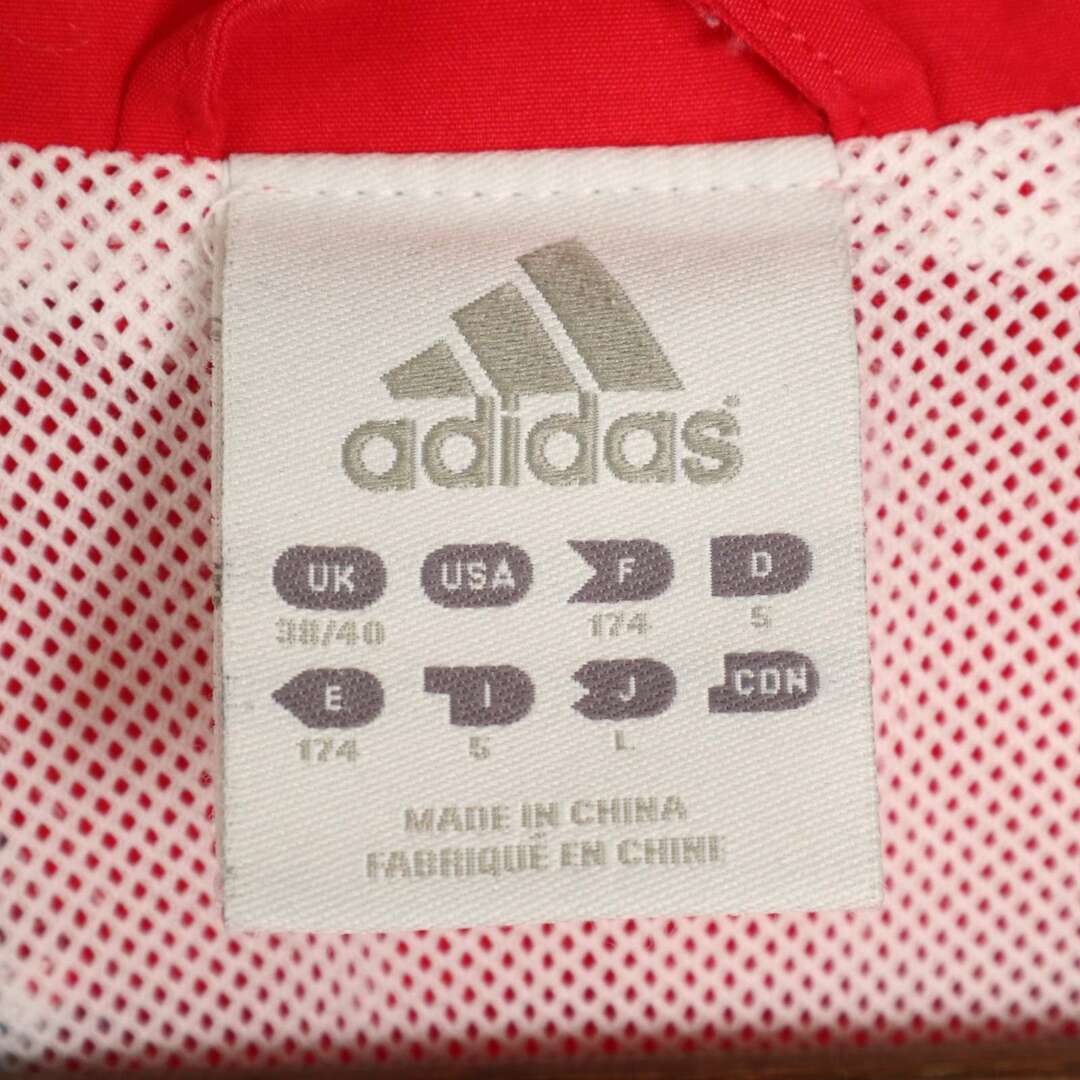 adidas
UK USA F D
38/40 174 5
E I J CDN
174 5 L
MADE IN CHINA
FABRIQUÉ EN CHINE